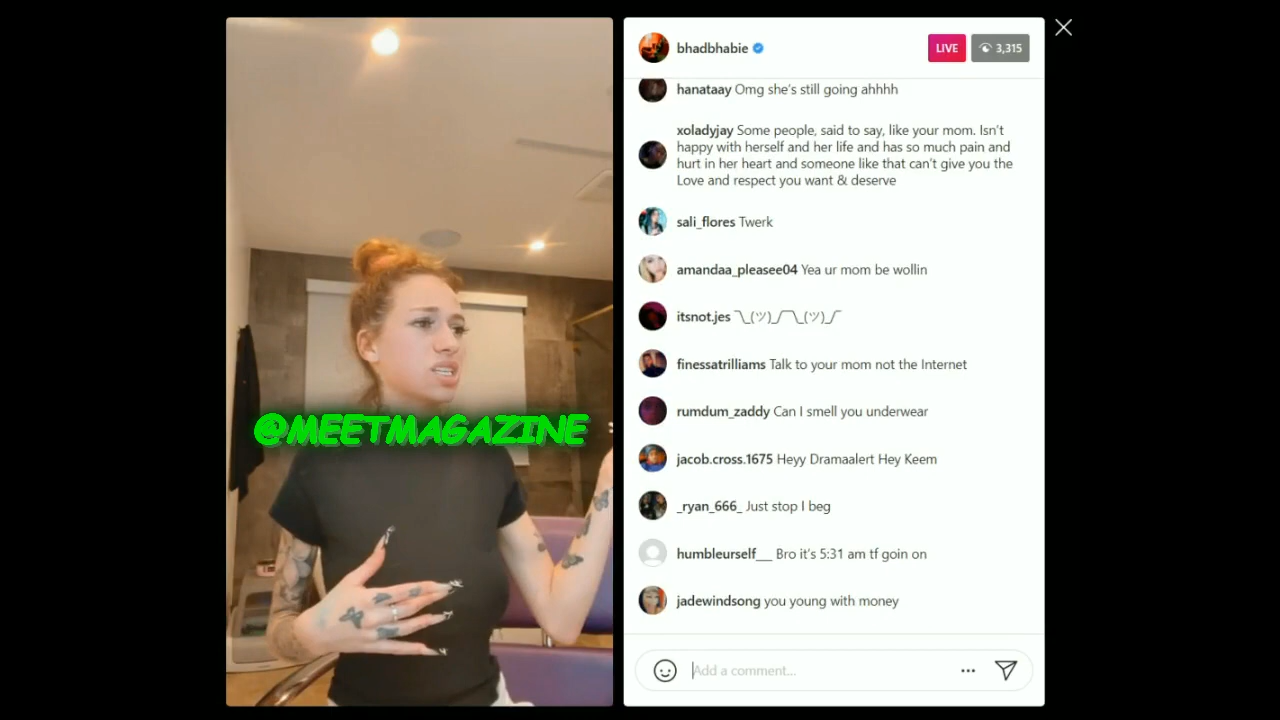 bhadbhabie
LIVE
3,315
hanataay Omg she's still going ahhhh
xoladyjay Some people, said to say, like your mom. Isn't
happy with herself and her life and has so much pain and
hurt in her heart and someone like that can't give you the
Love and respect you want & deserve
sali_flores Twerk
amandaa_pleasee04 Yea ur mom be wollin
itsnot.jes ¯\_(ツ)_/¯¯\_(ツ)_/¯
finessatrilliams Talk to your mom not the Internet
rumdum_zaddy Can I smell you underwear
@MEETMAGAZINE
jacob.cross.1675 Heyy Dramaalert Hey Keem
_ryan_666_ Just stop I beg
humbleurself___ Bro it's 5:31 am tf goin on
jadewindsong you young with money
Add a comment...